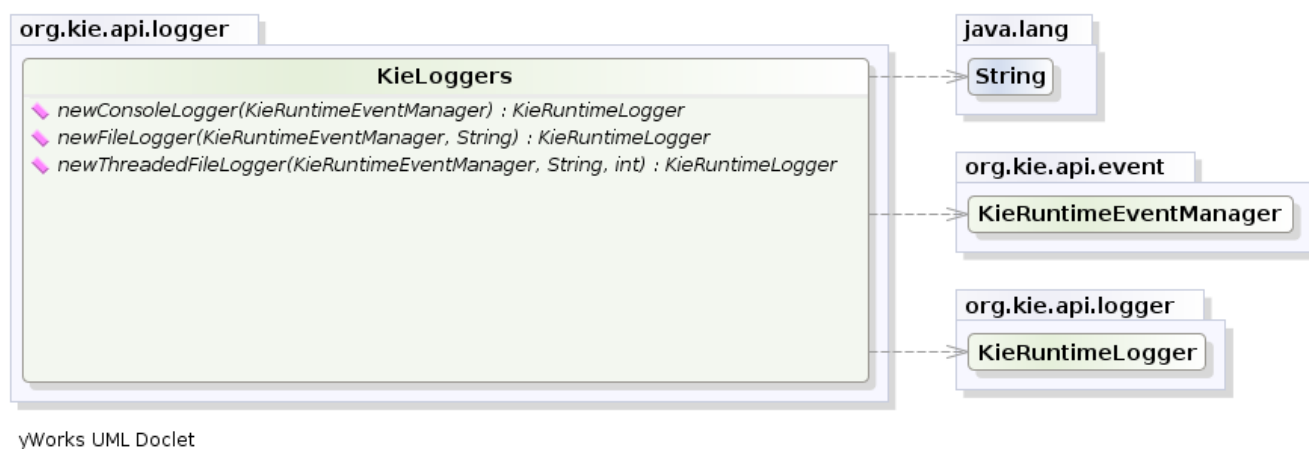 org.kie.api.logger
KieLoggers
newConsoleLogger(KieRuntimeEventManager) : KieRuntimeLogger
newFileLogger(KieRuntimeEventManager, String) : KieRuntimeLogger
newThreadedFileLogger(KieRuntimeEventManager, String, int) : KieRuntimeLogger
java.lang
String
org.kie.api.event
KieRuntimeEventManager
org.kie.api.logger
KieRuntimeLogger
yWorks UML Doclet